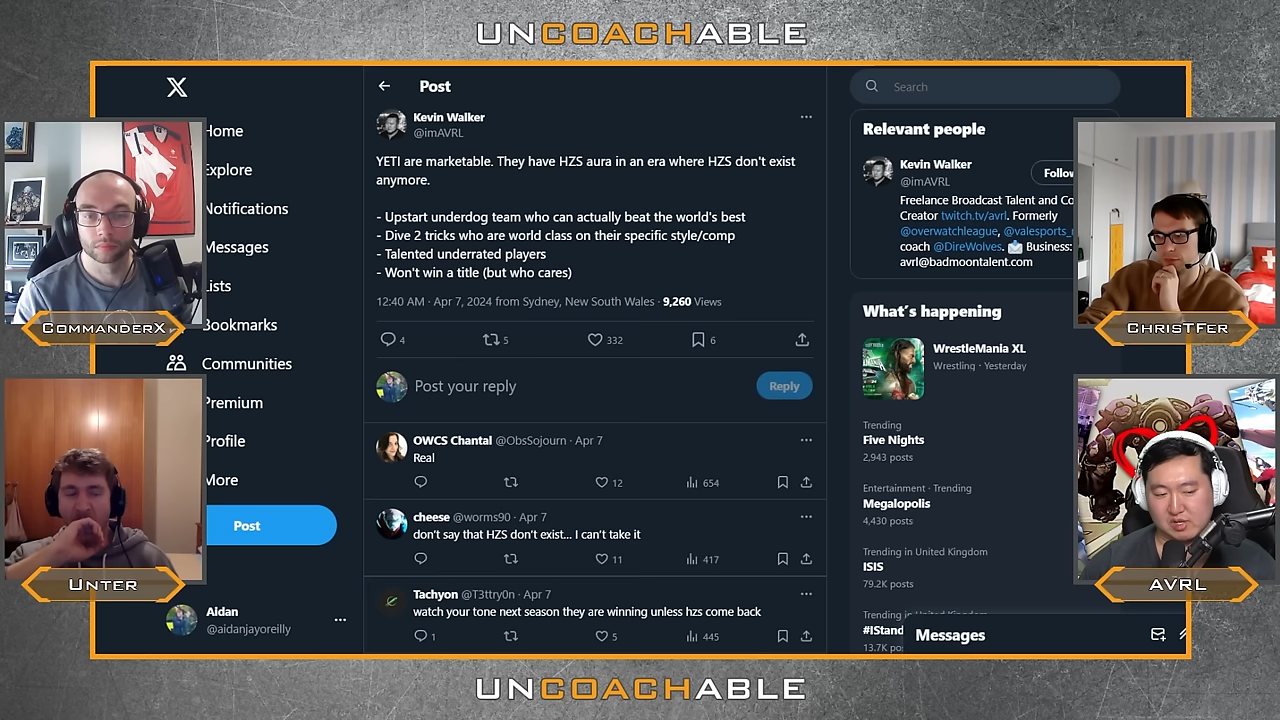 UNCOACHABLE
Home
Explore
Notifications
Messages
Lists
Bookmarks
Communities
Premium
Profile
More
Post
Aidan
@aidanjayoreilly
Post
Kevin Walker
@imAVRL
YETI are marketable. They have HZS aura in an era where HZS don't exist
anymore.
- Upstart underdog team who can actually beat the world's best
- Dive 2 tricks who are world class on their specific style/comp
- Talented underrated players
- Won't win a title (but who cares)
12:40 AM · Apr 7, 2024 from Sydney, New South Wales · 9,260 Views
4 5 332 6
Post your reply
Reply
OWCS Chantal @ObsSojourn · Apr 7
Real
12 654
cheese @worms90 · Apr 7
don't say that HZS don't exist... I can't take it
11 417
Tachyon @T3ttry0n · Apr 7
watch your tone next season they are winning unless hzs come back
1 5 445
Search
Relevant people
Kevin Walker
@imAVRL
Follow
Freelance Broadcast Talent and Co
Creator twitch.tv/avrl. Formerly
@overwatchleague, @valesports_
coach @DireWolves. Business:
avrl@badmoontalent.com
What's happening
WrestleMania XL
Wrestling · Yesterday
Trending
Five Nights
2,943 posts
Entertainment · Trending
Megalopolis
4,430 posts
Trending in United Kingdom
ISIS
79.2K posts
Trending in United Kingdom
#IStand
13.7K pos
Messages
COMMANDERX
UNTER
CHRISTFER
AVRL
UNCOACHABLE